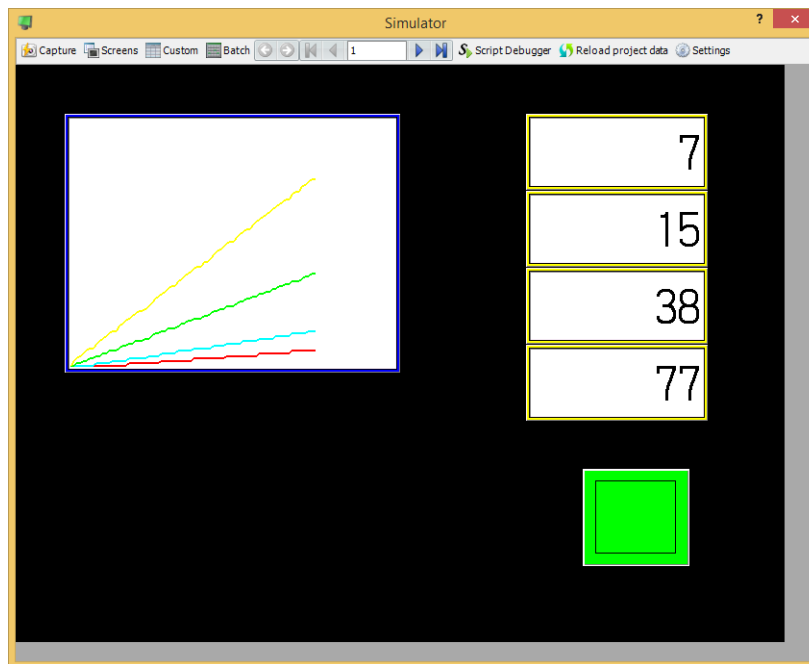 Simulator
?
Capture Screens Custom Batch 1 Script Debugger Reload project data Settings
7
15
38
77